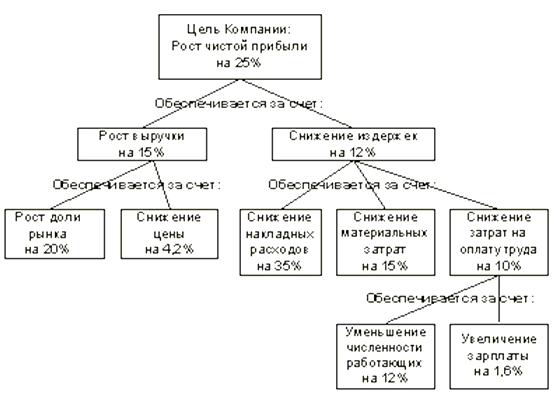 Цель Компании:
Рост чистой прибыли
на 25%
Обеспечивается за счет:
Рост выручки
на 15%
Снижение издержек
на 12%
Обеспечивается за счет:
Обеспечивается за счет:
Рост доли
рынка
на 20%
Снижение
цены
на 4,2%
Снижение
накладных
расходов
на 35%
Снижение
материальных
затрат
на 15%
Снижение
затрат на
оплату труда
на 10%
Обеспечивается за счет:
Уменьшение
численности
работающих
на 12%
Увеличение
зарплаты
на 1,6%